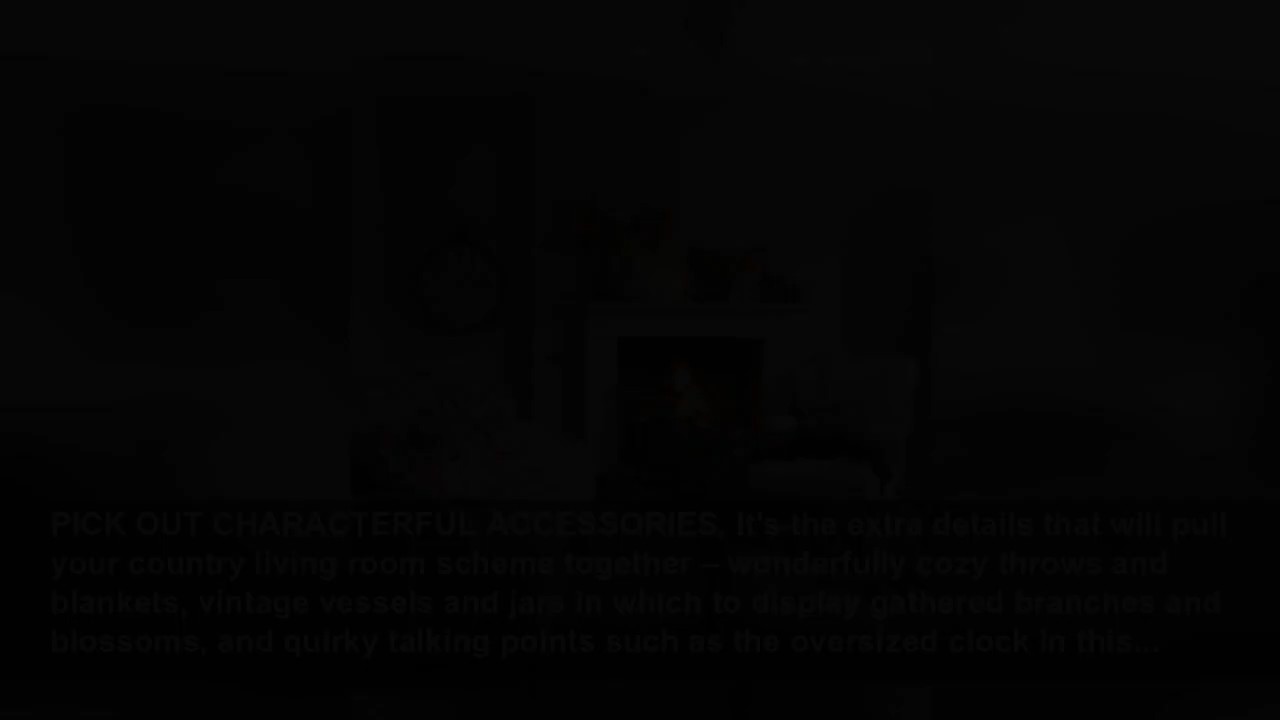 PICK OUT CHARACTERFUL ACCESSORIES. It's the extra details that will pull
your country living room scheme together – wonderfully cozy throws and
blankets, vintage vessels and jars in which to display gathered branches and
blossoms, and quirky talking points such as the oversized clock in this...